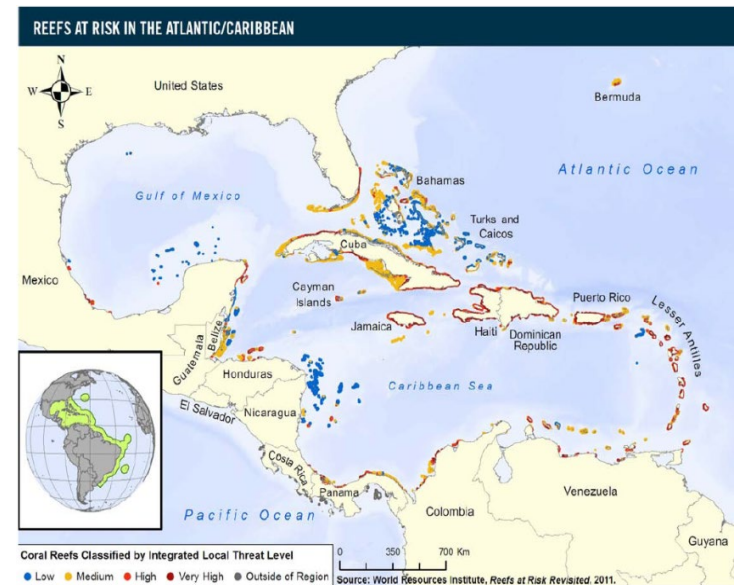 REEFS AT RISK IN THE ATLANTIC/CARIBBEAN
N
W E
S
United States
Bermuda
Atlantic Ocean
Gulf of Mexico
Bahamas
Turks and
Caicos
Cuba
Mexico
Cayman
Islands
Puerto Rico
Lesser Antilles
Jamaica
Haiti
Dominican
Republic
Belize
Guatemala
Honduras
Caribbean Sea
El Salvador
Nicaragua
Costa Rica
Panama
Venezuela
Pacific Ocean
Colombia
Guyana
Coral Reefs Classified by Integrated Local Threat Level
0 350 700 Km
Low Medium High Very High Outside of Region
Source: World Resources Institute, Reefs at Risk Revisited, 2011.